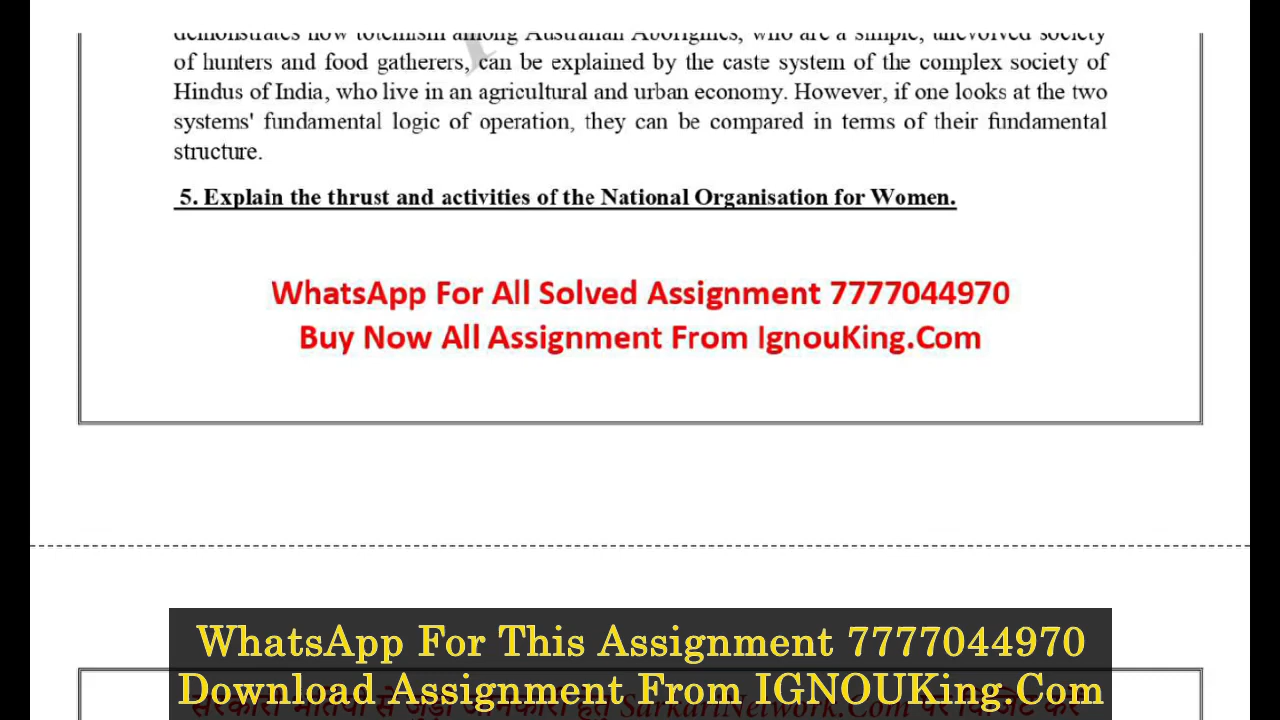 demonstrates how totemism among Australian Aborigines, who are a simple, unevolved society
of hunters and food gatherers, can be explained by the caste system of the complex society of
Hindus of India, who live in an agricultural and urban economy. However, if one looks at the two
systems' fundamental logic of operation, they can be compared in terms of their fundamental
structure.
5. Explain the thrust and activities of the National Organisation for Women.
WhatsApp For All Solved Assignment 7777044970
Buy Now All Assignment From IgnouKing.Com
WhatsApp For This Assignment 7777044970
Download Assignment From IGNOUKing.Com
SarkariNetwork.Com